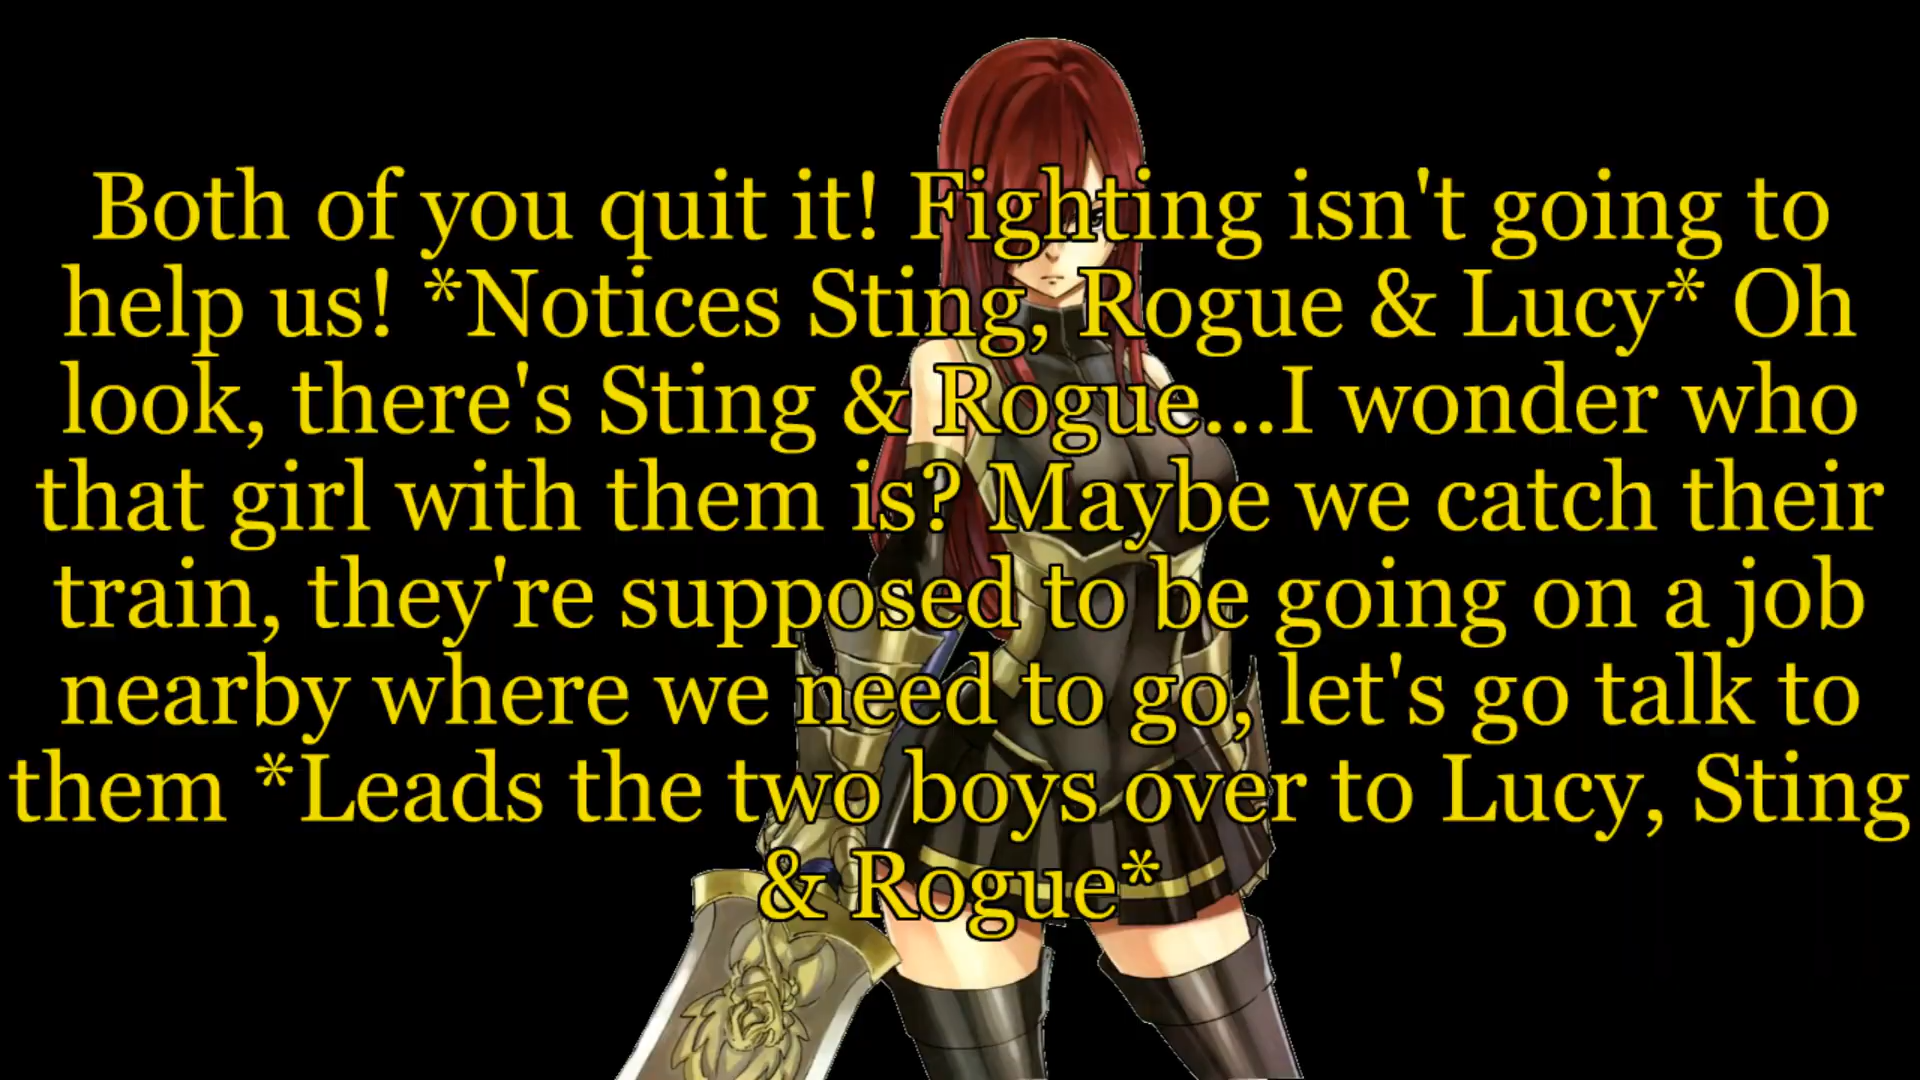 Both of you quit it! Fighting isn't going to
help us! *Notices Sting, Rogue & Lucy* Oh
look, there's Sting & Rogue...I wonder who
that girl with them is? Maybe we catch their
train, they're supposed to be going on a job
nearby where we need to go, let's go talk to
them *Leads the two boys over to Lucy, Sting
& Rogue*